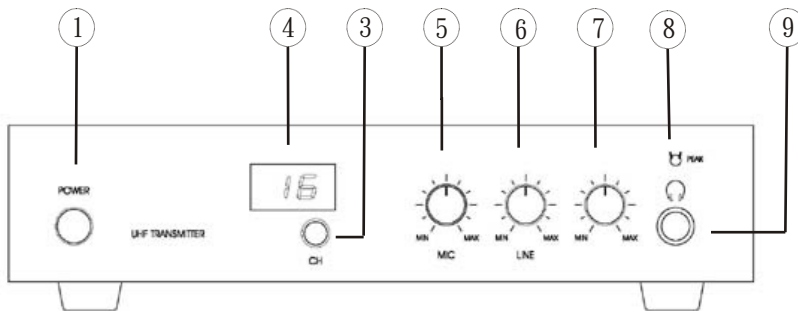 1 4 3 5 6 7 8 9
PEAK
16
POWER
UHF TRANSMITTER
CH
MIN MAX MIN MAX MIN MAX
MIC LINE